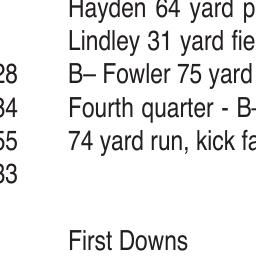 Hayden 64 yard p
Lindley 31 yard fie
28
B– Fowler 75 yard
34
Fourth quarter - B-
55
74 yard run, kick fa
33
First Downs